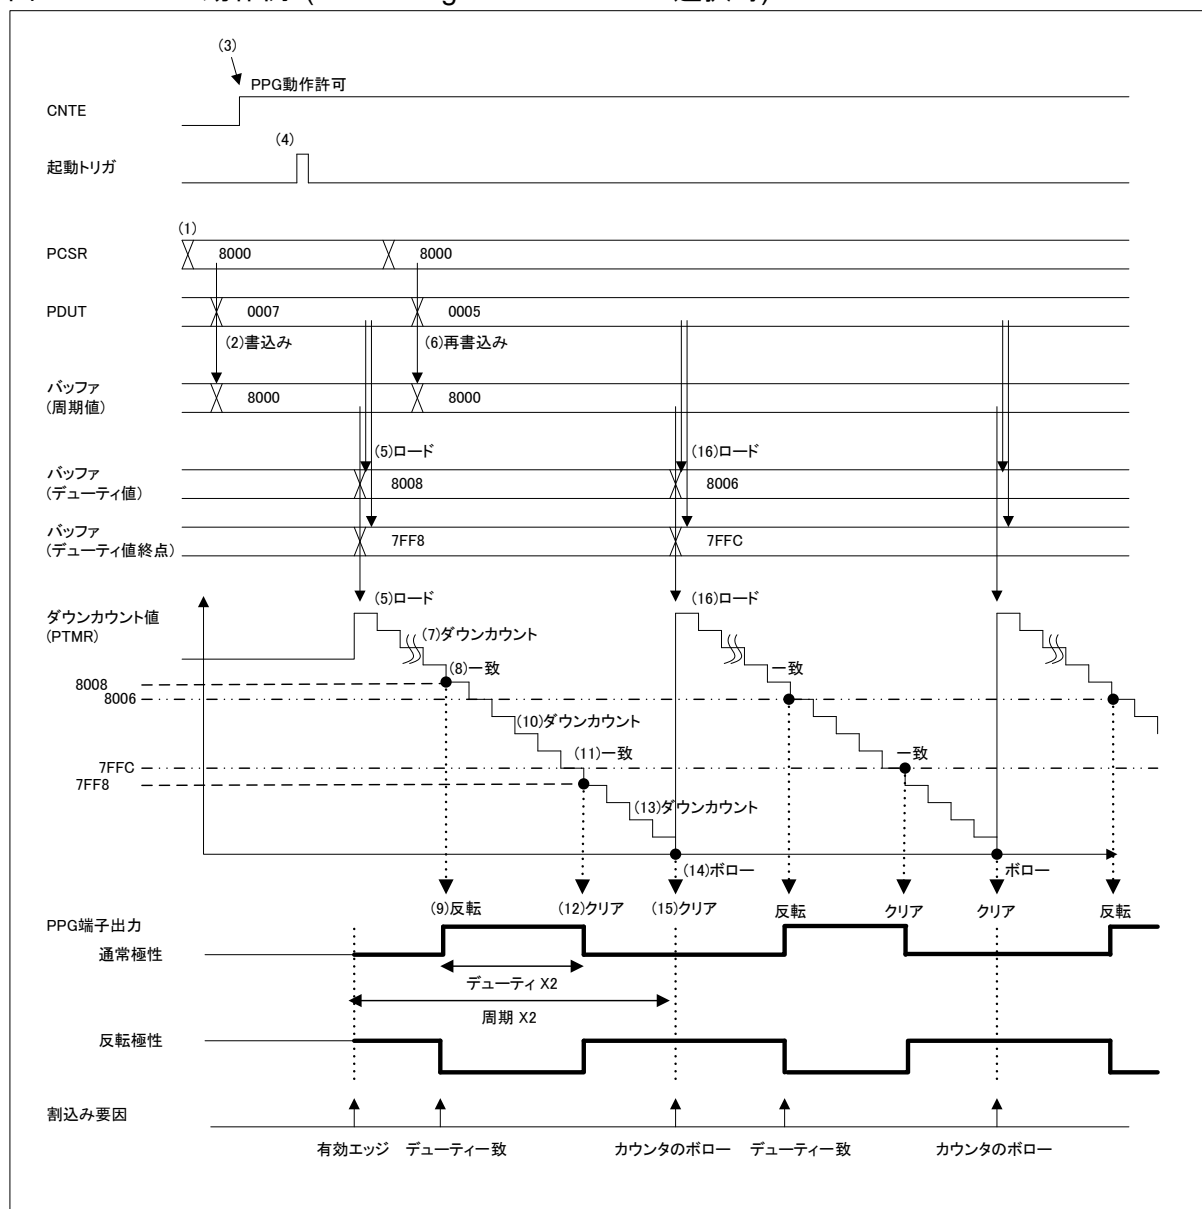 (3)
PPG動作許可
CNTE
(4)
起動トリガ
(1)
PCSR
8000
8000
PDUT
0007
0005
(2)書込み
(6)再書込み
バッファ
(周期値)
8000
8000
(5)ロード
(16)ロード
バッファ
(デューティ値)
8008
8006
バッファ
(デューティ値終点)
7FF8
7FFC
ダウンカウント値
(PTMR)
(5)ロード
(16)ロード
(7)ダウンカウント
(8)一致
一致
8008
8006
(10)ダウンカウント
(11)一致
一致
7FFC
7FF8
(13)ダウンカウント
(14)ボロー
ボロー
(9)反転
(12)クリア
(15)クリア
反転
クリア
クリア
反転
PPG端子出力
通常極性
デューティ X2
周期 X2
反転極性
割込み要因
有効エッジ
デューティ一致
カウンタのボロー
デューティ一致
カウンタのボロー